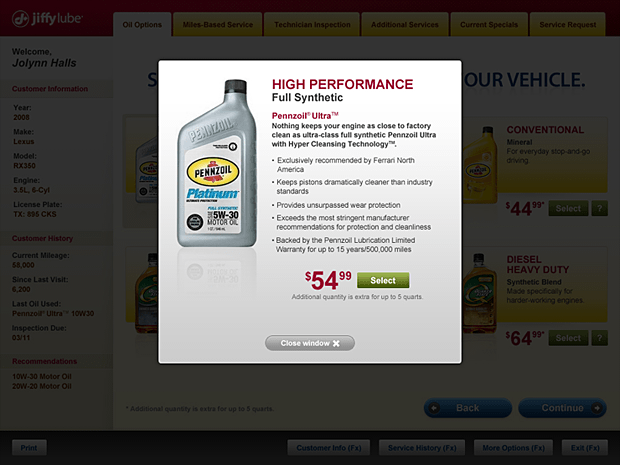 jiffylube
Oil Options
Miles-Based Service
Technician Inspection
Additional Services
Current Specials
Service Request
Welcome,
Jolynn Halls
Customer Information
Year:
2008
Make:
Lexus
Model:
RX350
Engine:
3.5L, 6-Cyl
License Plate:
TX: 895 CKS
Customer History
Current Mileage:
58,000
Since Last Visit:
6,200
Last Oil Used:
Pennzoil® Ultra™ 10W30
Inspection Due:
03/11
Recommendations
10W-30 Motor Oil
20W-20 Motor Oil
S
OUR VEHICLE.
HIGH PERFORMANCE
Full Synthetic
Pennzoil® Ultra™
Nothing keeps your engine as close to factory
clean as ultra-class full synthetic Pennzoil Ultra
with Hyper Cleansing Technology™.
• Exclusively recommended by Ferrari North
America
• Keeps pistons dramatically cleaner than industry
standards
• Provides unsurpassed wear protection
• Exceeds the most stringent manufacturer
recommendations for protection and cleanliness
• Backed by the Pennzoil Lubrication Limited
Warranty for up to 15 years/500,000 miles
$54.99
Select
Additional quantity is extra for up to 5 quarts.
Close window ✖
PENNZOIL
PENNZOIL
Platinum
ULTIMATE PROTECTION
FULL SYNTHETIC
SAE 5W-30
MOTOR OIL
CONVENTIONAL
Mineral
For everyday stop-and-go
driving.
$44.99*
Select
?
DIESEL
HEAVY DUTY
Synthetic Blend
Made specifically for
harder-working engines.
$64.99*
Select
?
* Additional quantity is extra for up to 5 quarts.
Back
Continue
Print
Customer Info (Fx)
Service History (Fx)
More Options (Fx)
Exit (Fx)